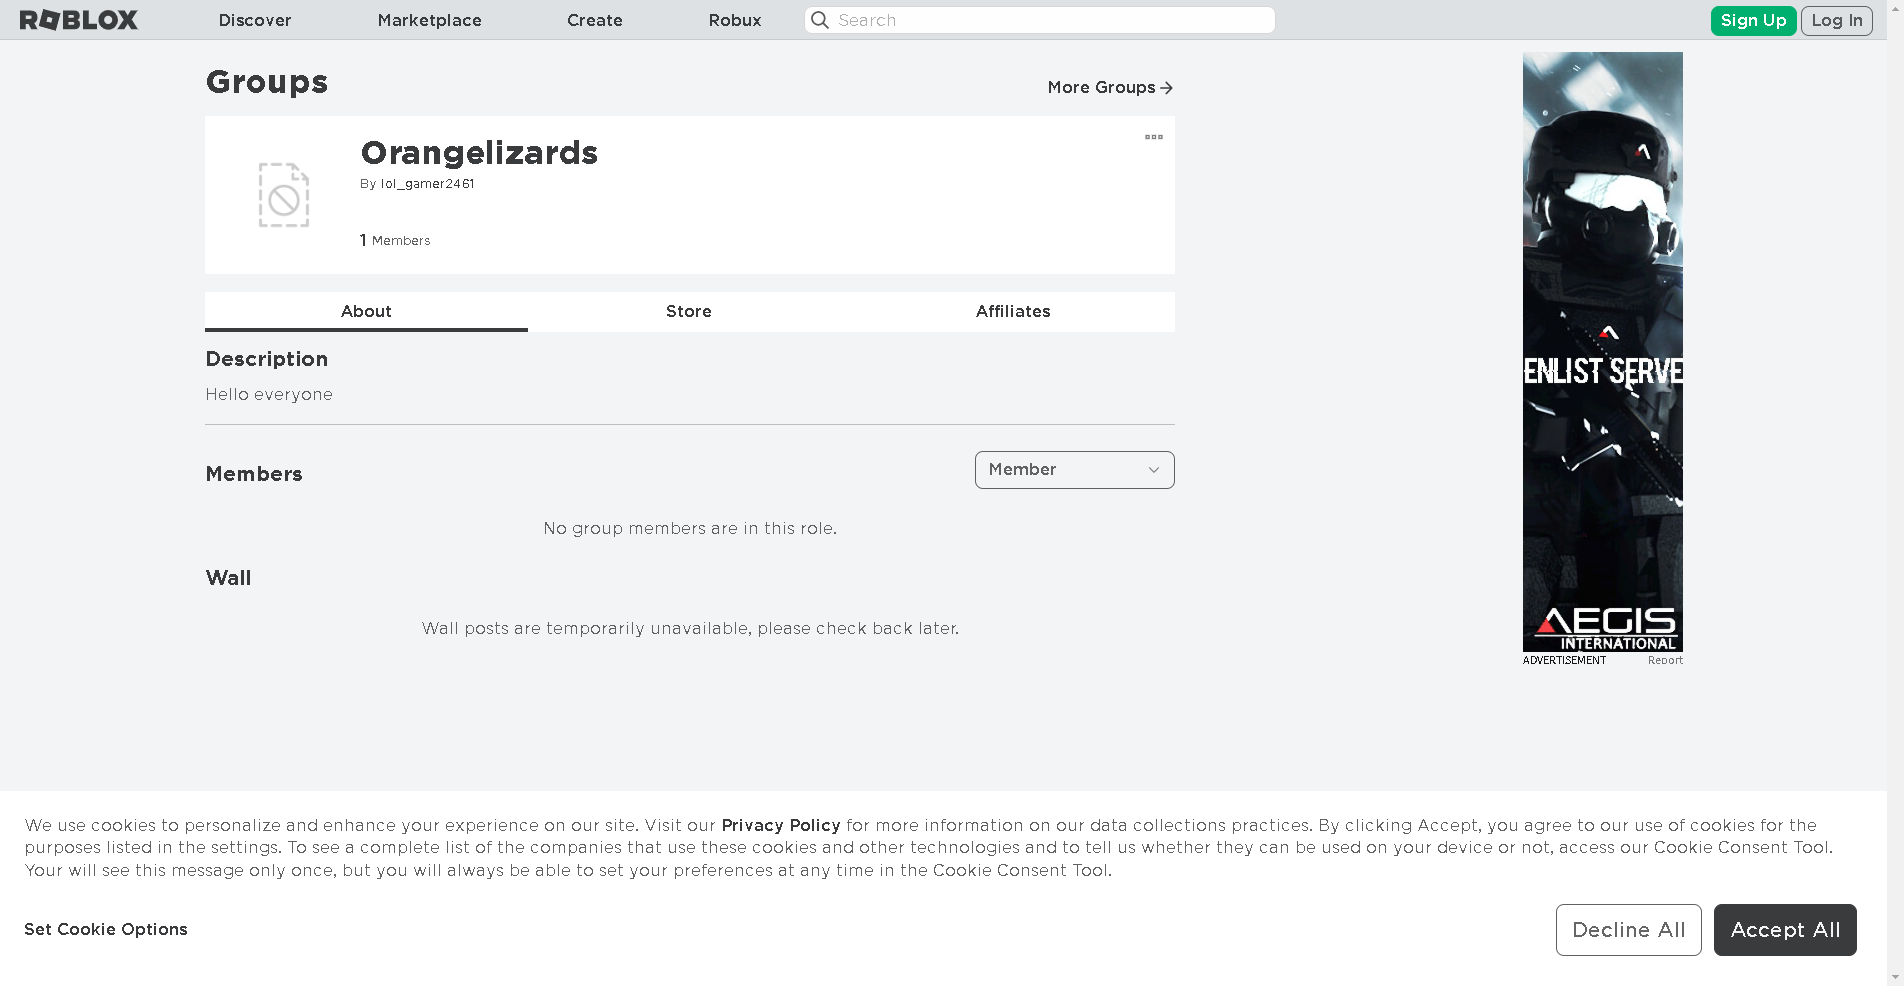 ROBLOX Discover Marketplace Create Robux Search Sign Up Log In
Groups
More Groups
Orangelizards
By lol_gamer2461
1 Members
About Store Affiliates
Description
Hello everyone
Members
Member
No group members are in this role.
Wall
Wall posts are temporarily unavailable, please check back later.
ENLIST SERVE
AEGIS
INTERNATIONAL
ADVERTISEMENT Report
We use cookies to personalize and enhance your experience on our site. Visit our Privacy Policy for more information on our data collections practices. By clicking Accept, you agree to our use of cookies for the
purposes listed in the settings. To see a complete list of the companies that use these cookies and other technologies and to tell us whether they can be used on your device or not, access our Cookie Consent Tool.
Your will see this message only once, but you will always be able to set your preferences at any time in the Cookie Consent Tool.
Set Cookie Options
Decline All Accept All